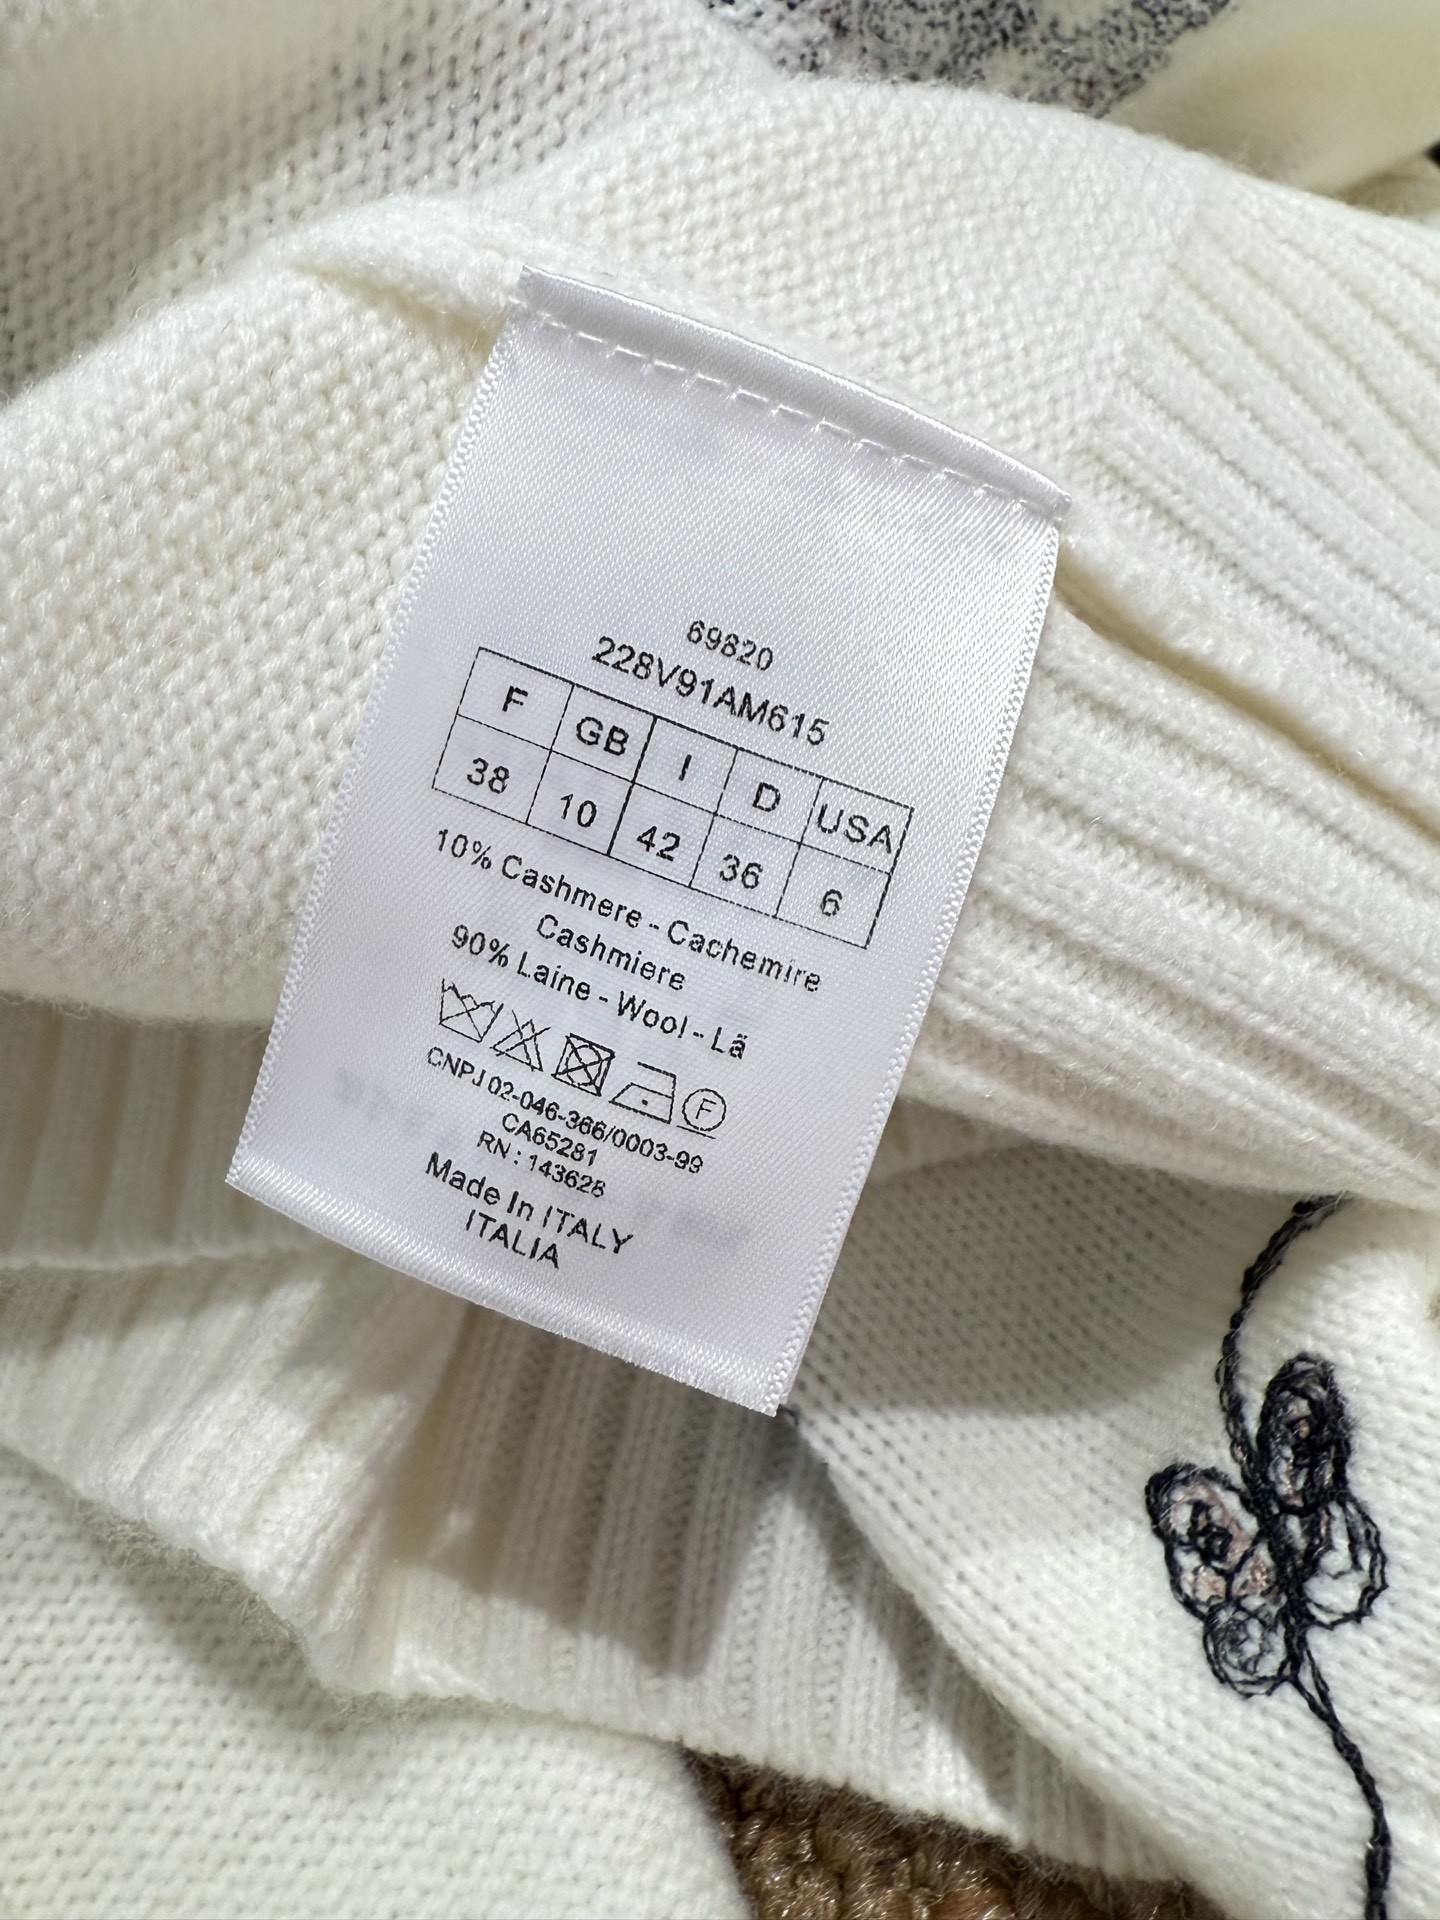 69820
228V91AM615
F GB I D USA
38 10 42 36 6
10% Cashmere - Cachemire
Cashmiere
90% Laine - Wool - Lã
F
CNPJ 02-046-366/0003-99
CA65281
RN : 143628
Made In ITALY
ITALIA